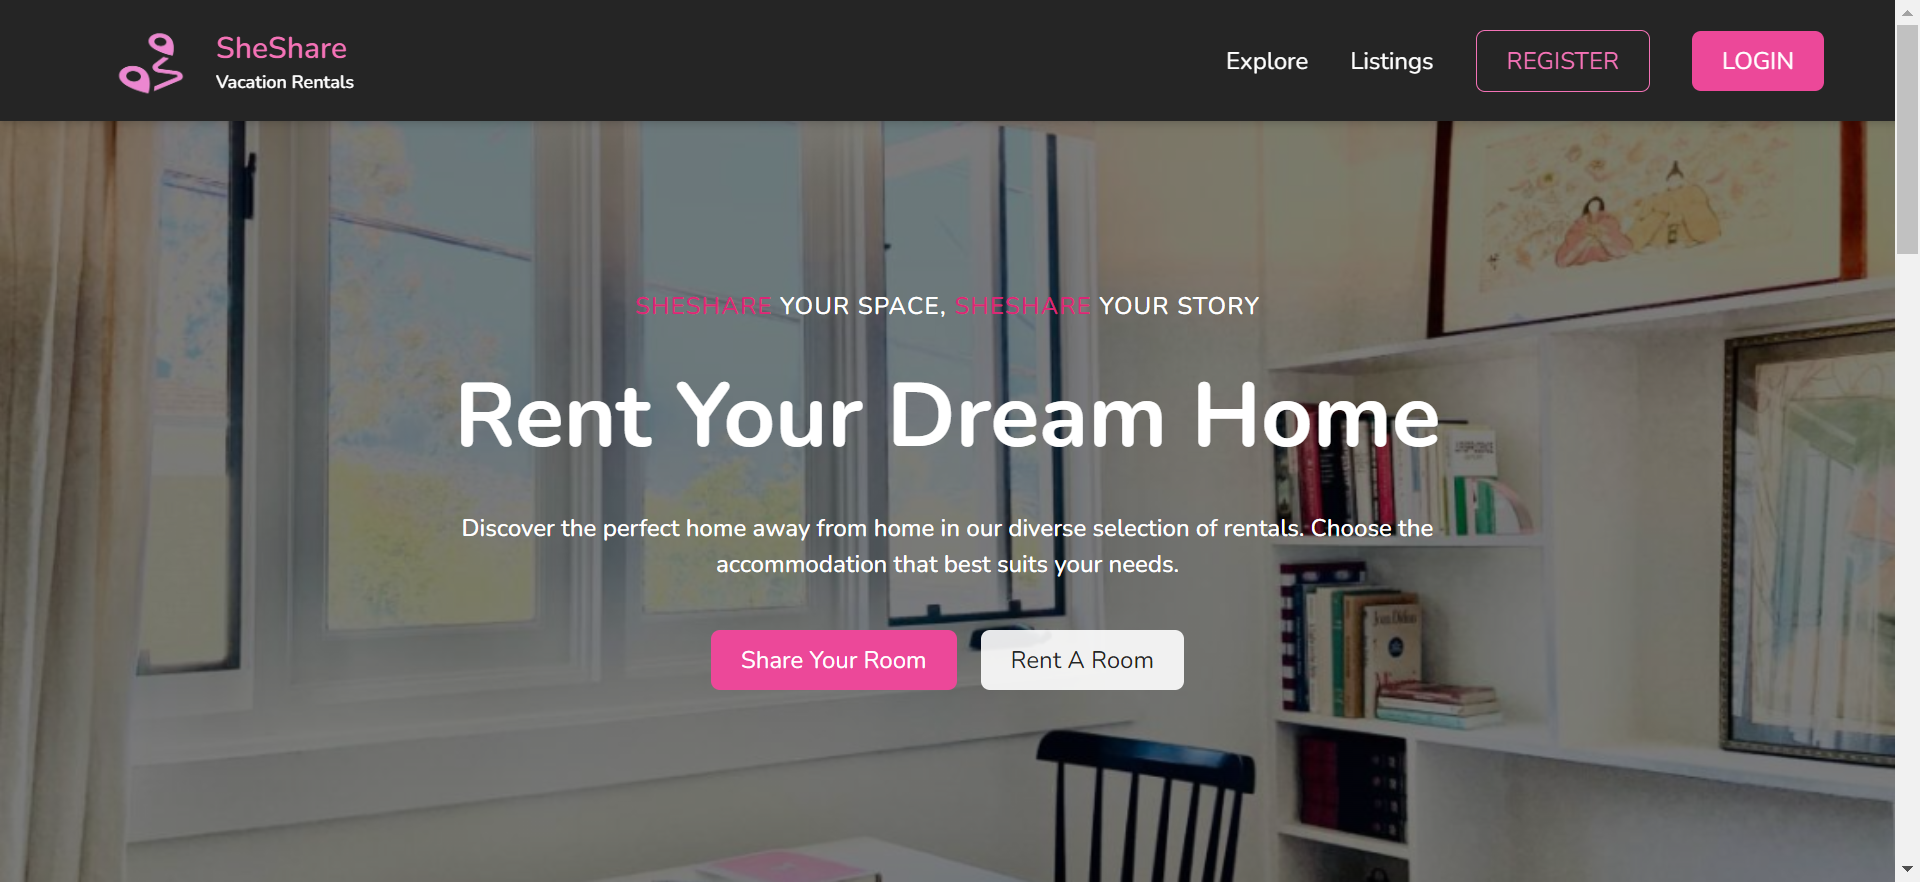 SheShare
Vacation Rentals
Explore
Listings
REGISTER
LOGIN
SHESHARE YOUR SPACE, SHESHARE YOUR STORY
Rent Your Dream Home
Discover the perfect home away from home in our diverse selection of rentals. Choose the
accommodation that best suits your needs.
Share Your Room
Rent A Room